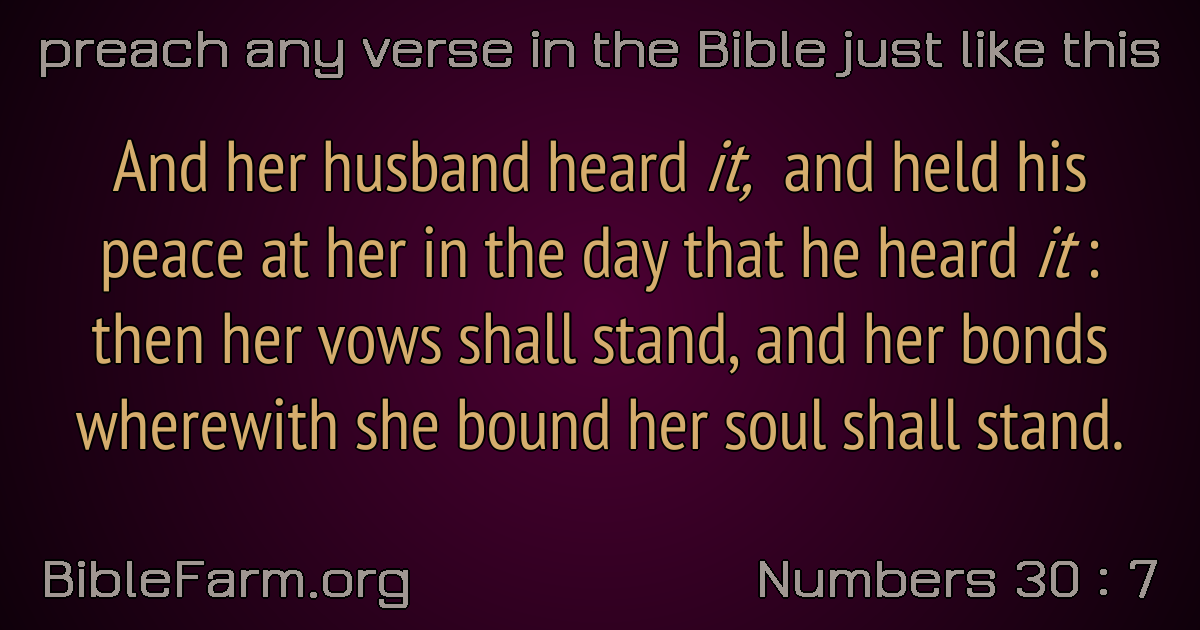 preach any verse in the Bible just like this
And her husband heard it, and held his
peace at her in the day that he heard it :
then her vows shall stand, and her bonds
wherewith she bound her soul shall stand.
BibleFarm.org
Numbers 30 : 7